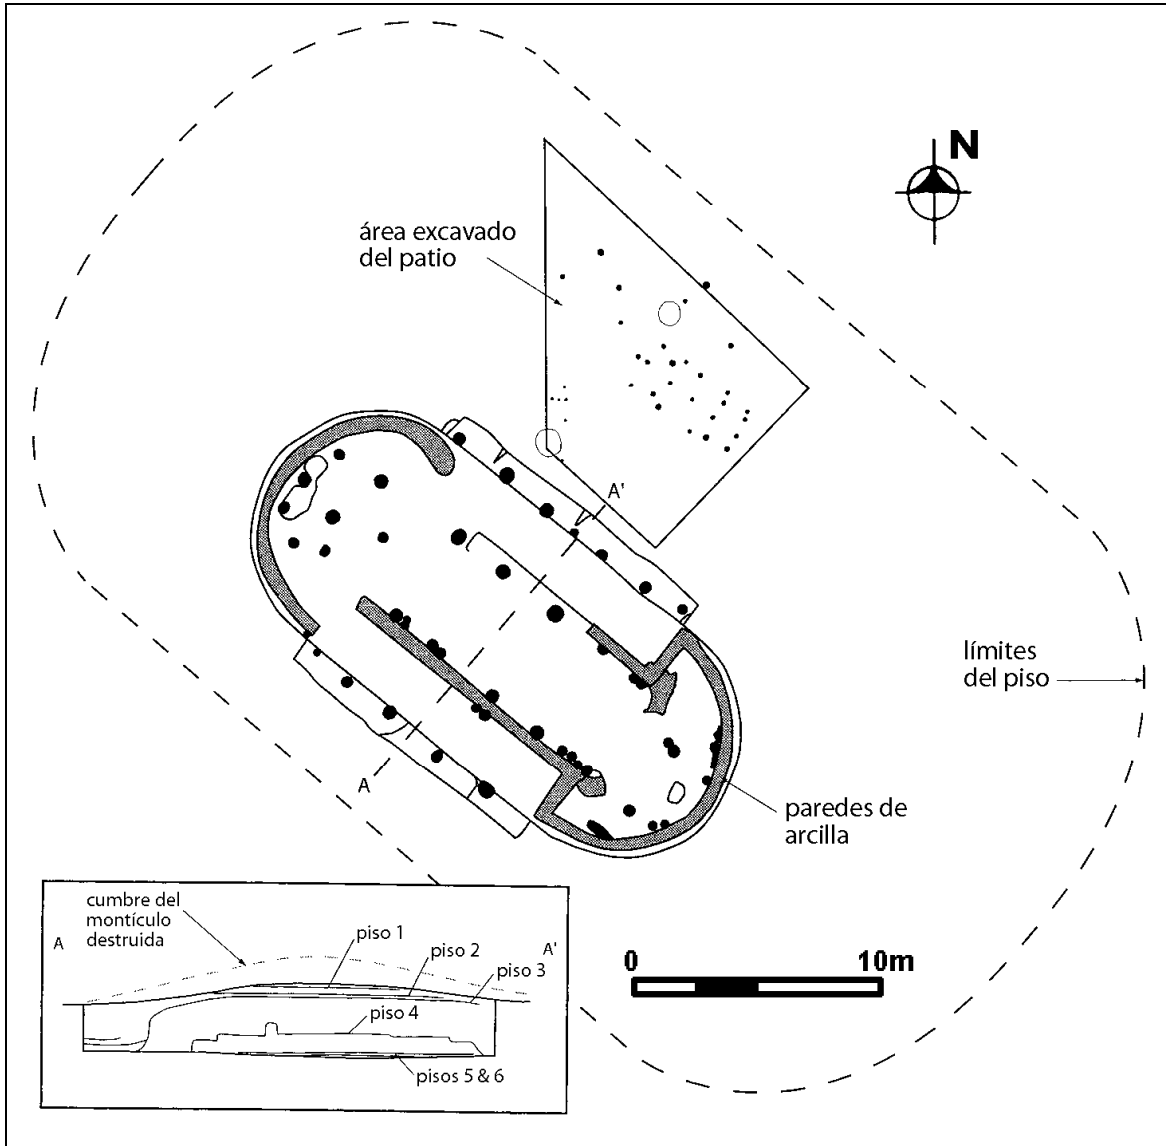 N
área excavado
del patio
A'
límites
del piso
A
paredes de
arcilla
cumbre del
montículo
destruida
A
piso 1
piso 2
A'
piso 3
piso 4
pisos 5 & 6
0
10m